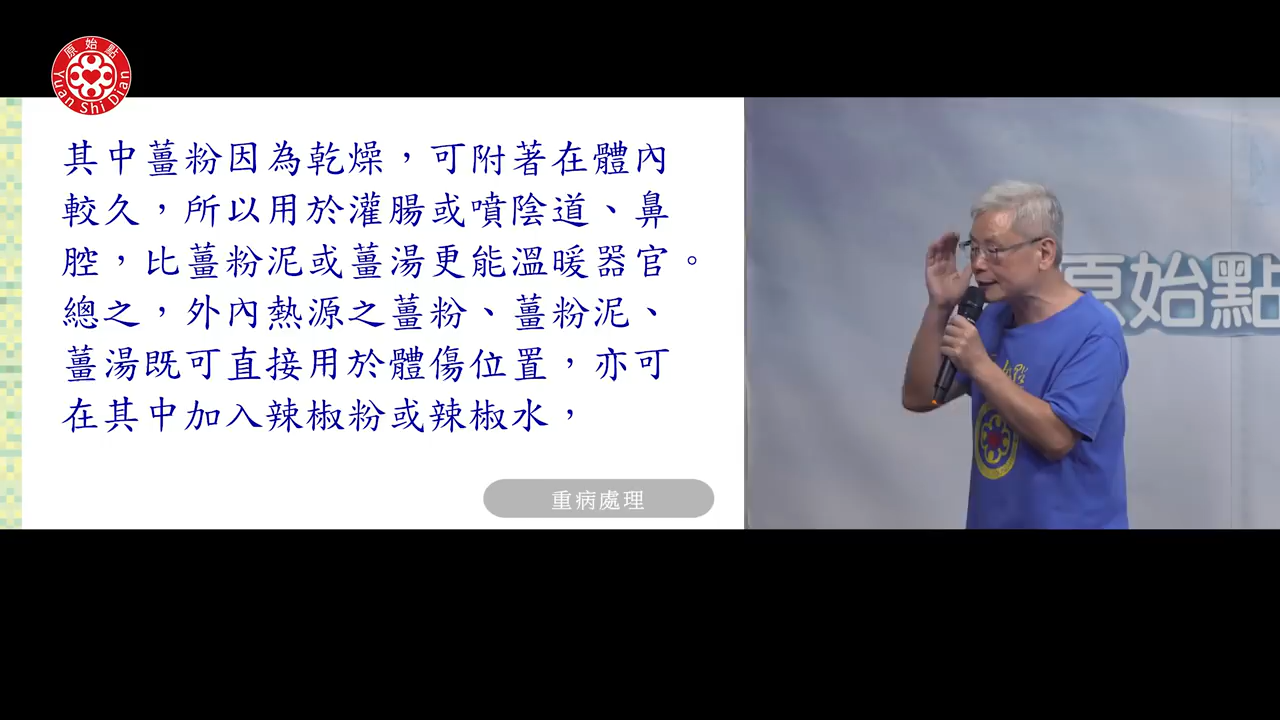 原始點
Yuan Shi Dian
其中薑粉因為乾燥，可附著在體內
較久，所以用於灌腸或噴陰道、鼻
腔，比薑粉泥或薑湯更能溫暖器官。
總之，外內熱源之薑粉、薑粉泥、
薑湯既可直接用於體傷位置，亦可
在其中加入辣椒粉或辣椒水，
重病處理
原始點